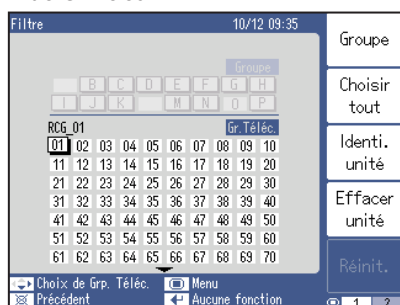 Filtre 10/12 09:35
Groupe
Groupe
B C D E F G H
I J K M N O P
Choisir tout
RCG_01 Gr.Téléc.
01 02 03 04 05 06 07 08 09 10
11 12 13 14 15 16 17 18 19 20
21 22 23 24 25 26 27 28 29 30
31 32 33 34 35 36 37 38 39 40
41 42 43 44 45 46 47 48 49 50
51 52 53 54 55 56 57 58 59 60
61 62 63 64 65 66 67 68 69 70
Identi. unité
Effacer unité
Réinit.
Choix de Grp. Téléc. Menu
Précédent Aucune fonction
1 2